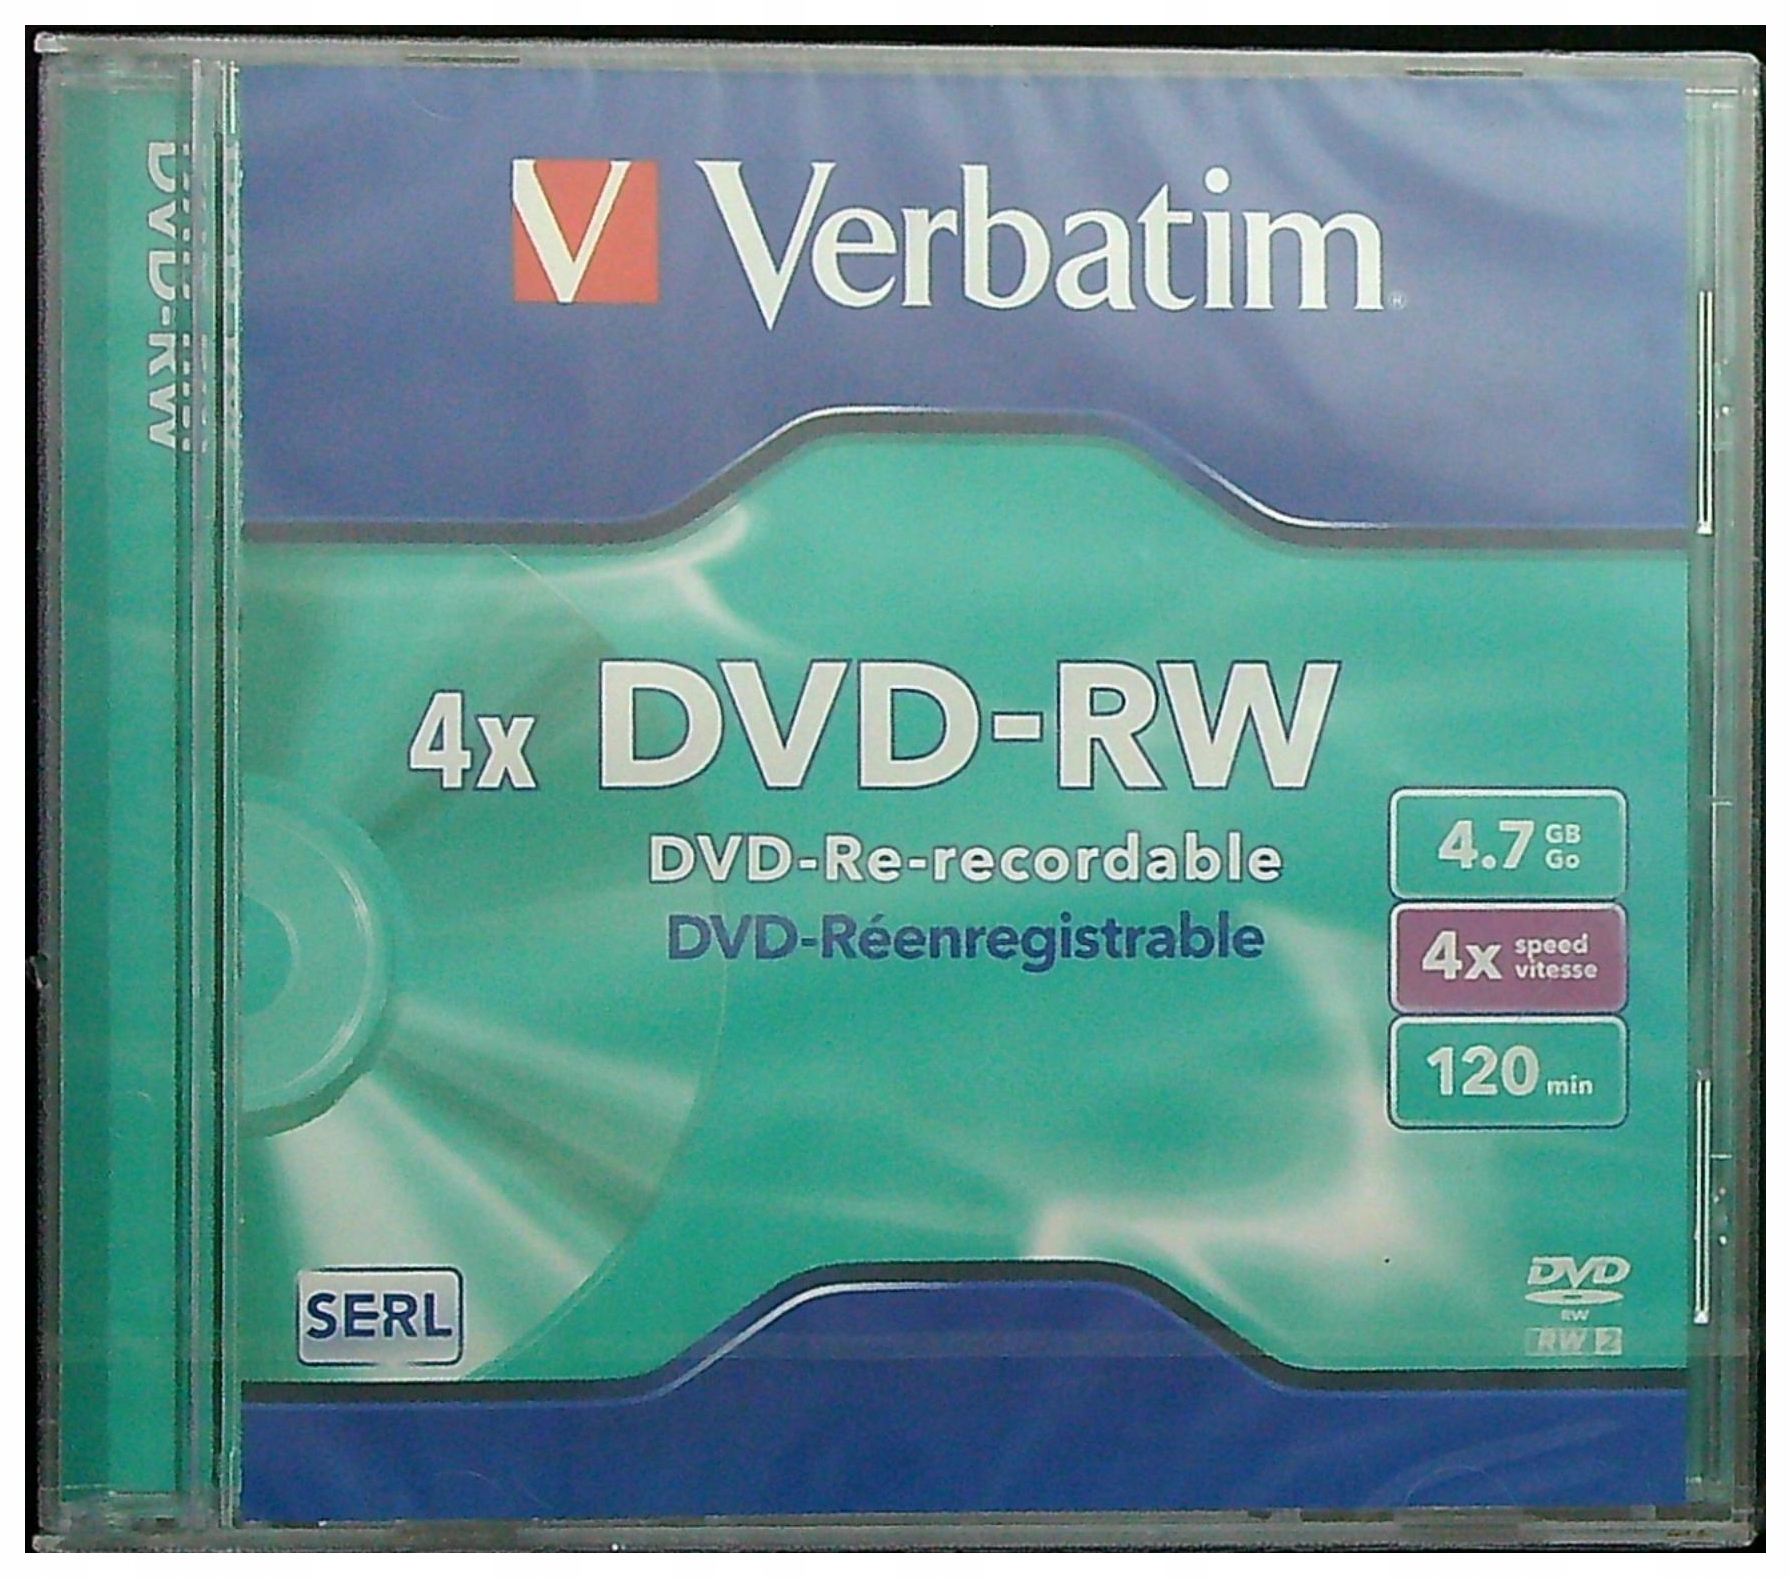 DVD-RW
V Verbatim®
4x DVD-RW
DVD-Re-recordable
DVD-Réenregistrable
4.7 GB
Go
4x speed
vitesse
120 min
SERL
DVD
RW
RW 2